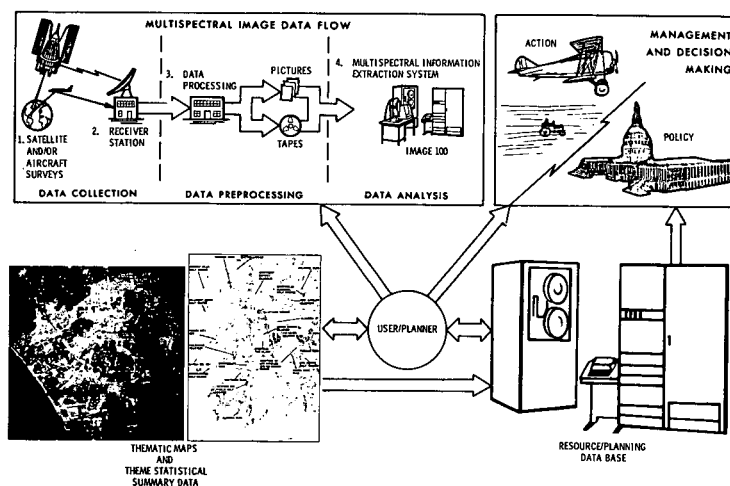 MULTISPECTRAL IMAGE DATA FLOW
1. SATELLITE
AND/OR
AIRCRAFT
SURVEYS
2. RECEIVER
STATION
3. DATA
PROCESSING
PICTURES
TAPES
4. MULTISPECTRAL INFORMATION
EXTRACTION SYSTEM
IMAGE 100
DATA COLLECTION
DATA PREPROCESSING
DATA ANALYSIS
MANAGEMENT
AND DECISION
MAKING
ACTION
POLICY
USER/PLANNER
THEMATIC MAPS
AND
THEME STATISTICAL
SUMMARY DATA
RESOURCE/PLANNING
DATA BASE